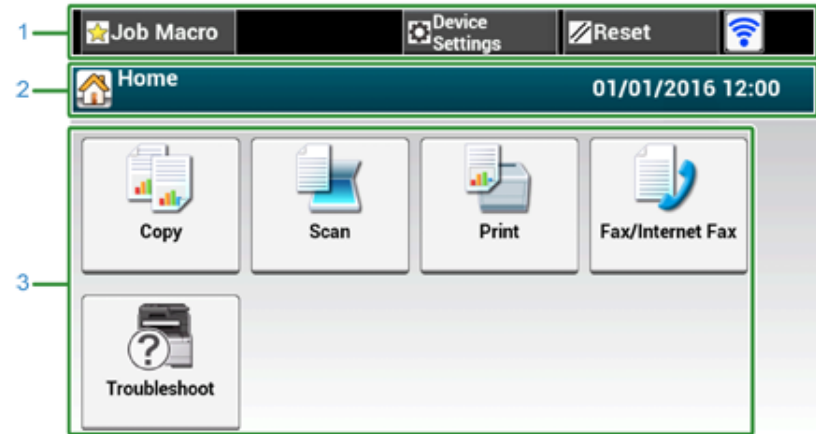 1
Job Macro
Device
Settings
Reset
2
Home
01/01/2016 12:00
3
Copy
Scan
Print
Fax/Internet Fax
?
Troubleshoot